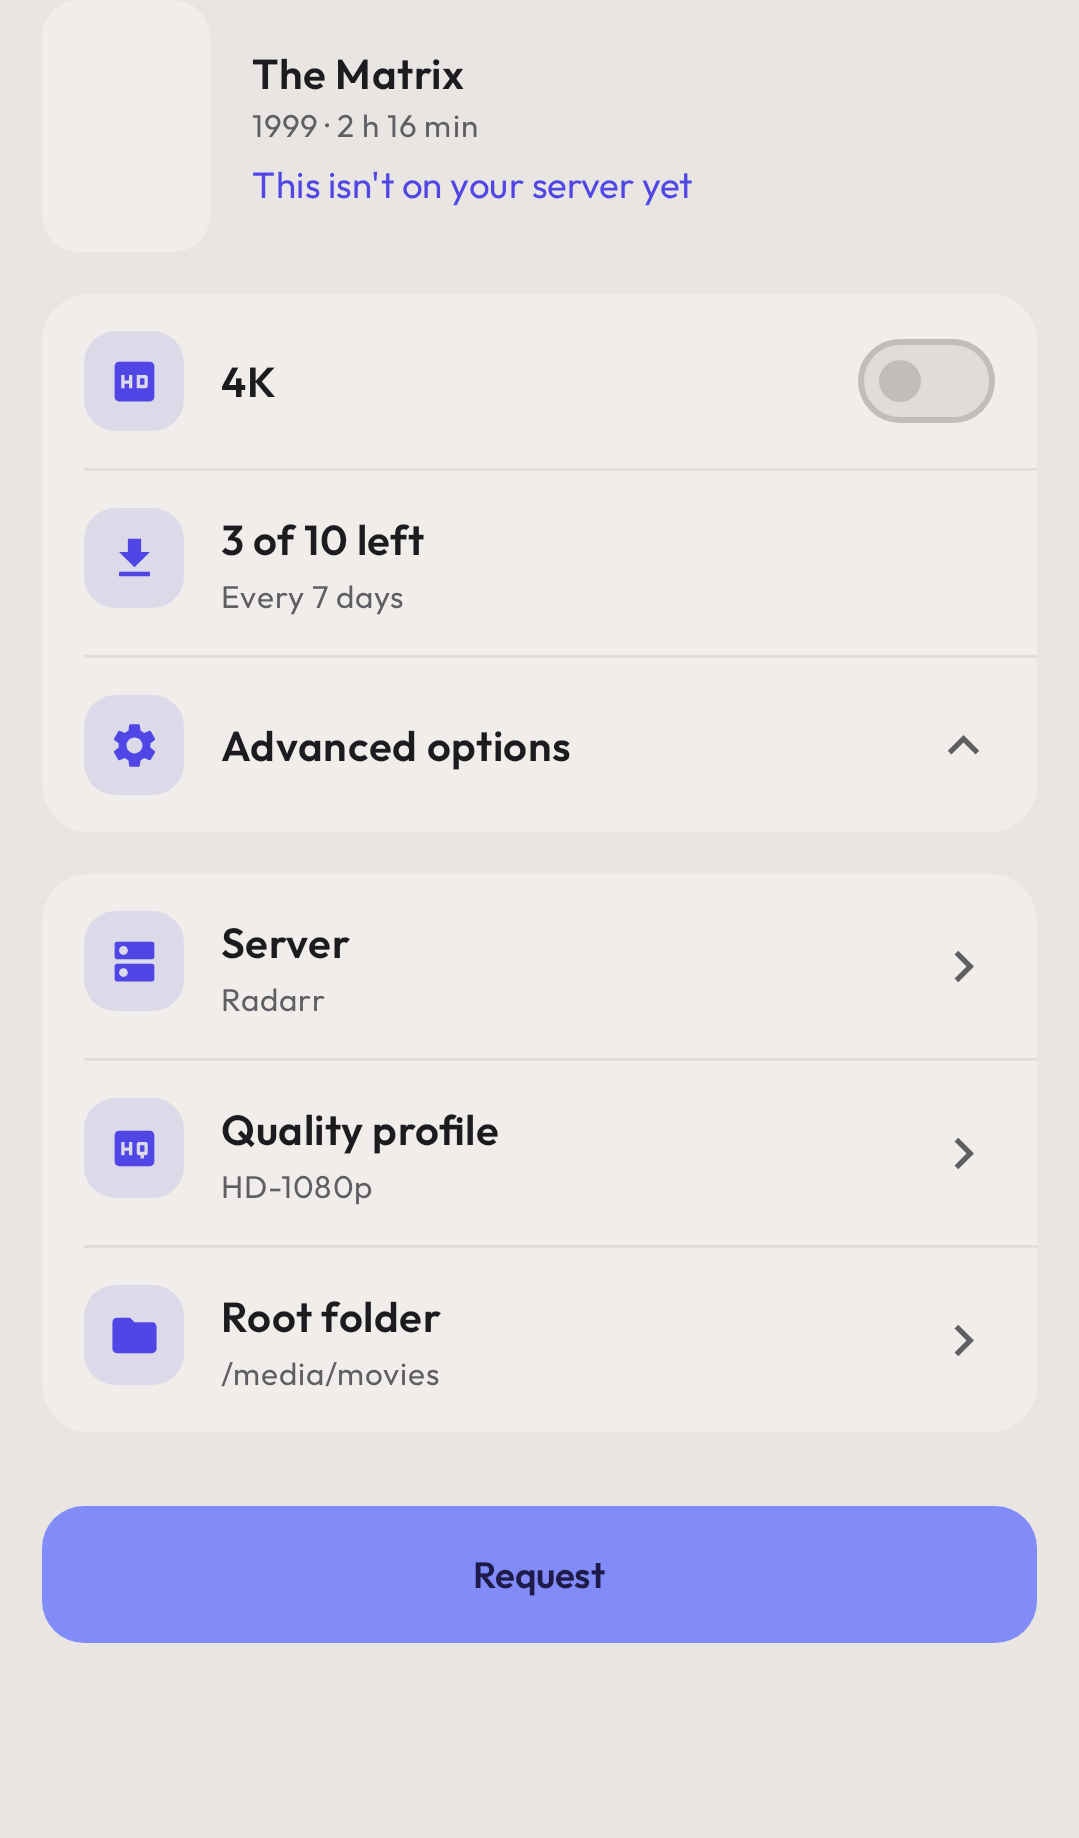 The Matrix
1999 · 2 h 16 min
This isn't on your server yet
HD
4K
3 of 10 left
Every 7 days
Advanced options
Server
Radarr
HQ
Quality profile
HD-1080p
Root folder
/media/movies
Request